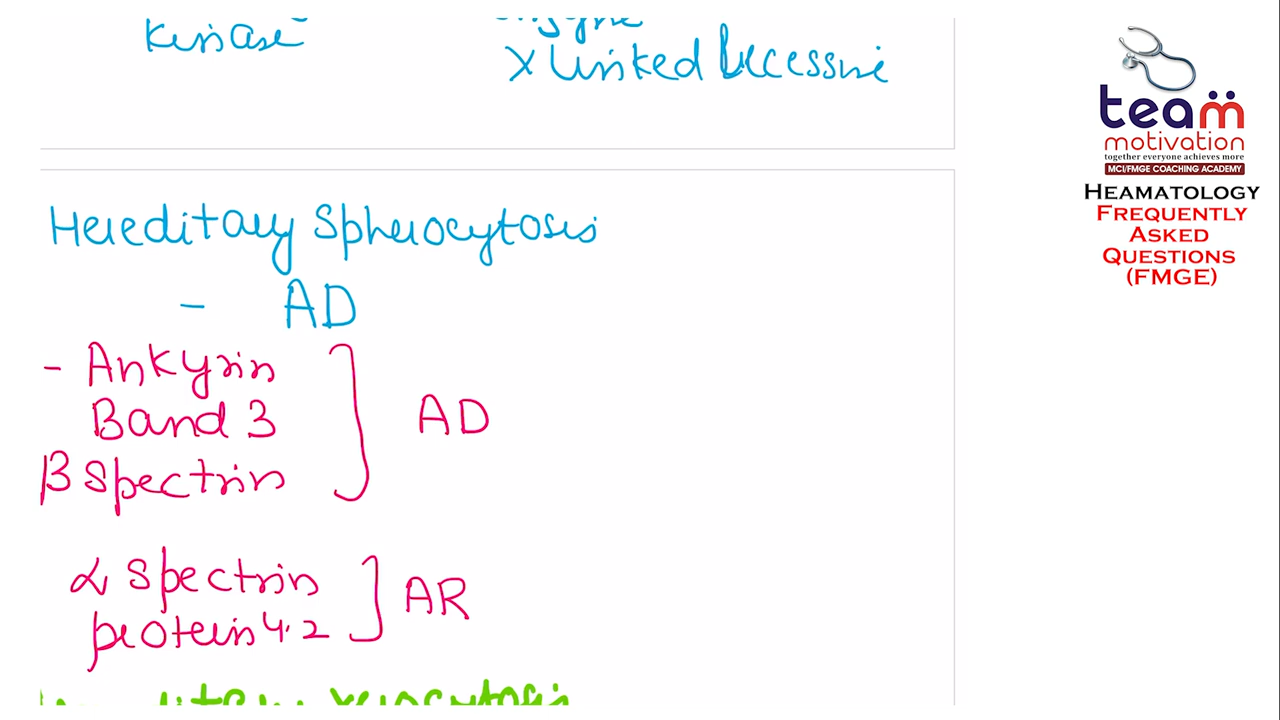 Kinase
X linked Recessive
Hereditary Spherocytosis
- AD
- Ankyrin
Band 3
β Spectrin
AD
α Spectrin
protein 4.2
AR
xerocytosis
team
motivation
together everyone achieves more
MCI/FMGE COACHING ACADEMY
HEAMATOLOGY
FREQUENTLY
ASKED
QUESTIONS
(FMGE)